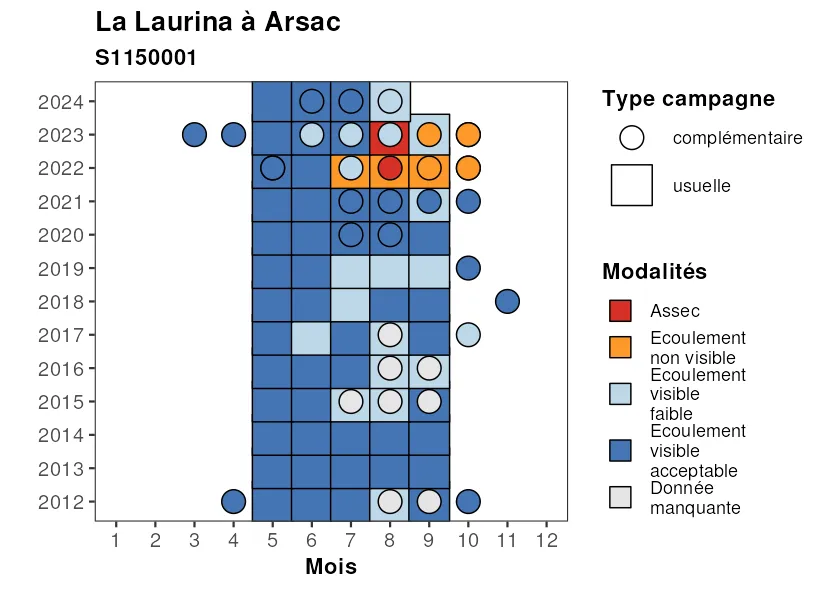 La Laurina à Arsac
S1150001
2024
2023
2022
2021
2020
2019
2018
2017
2016
2015
2014
2013
2012
1 2 3 4 5 6 7 8 9 10 11 12
Mois
Type campagne
complémentaire
usuelle
Modalités
Assec
Ecoulement
non visible
Ecoulement
visible
faible
Ecoulement
visible
acceptable
Donnée
manquante